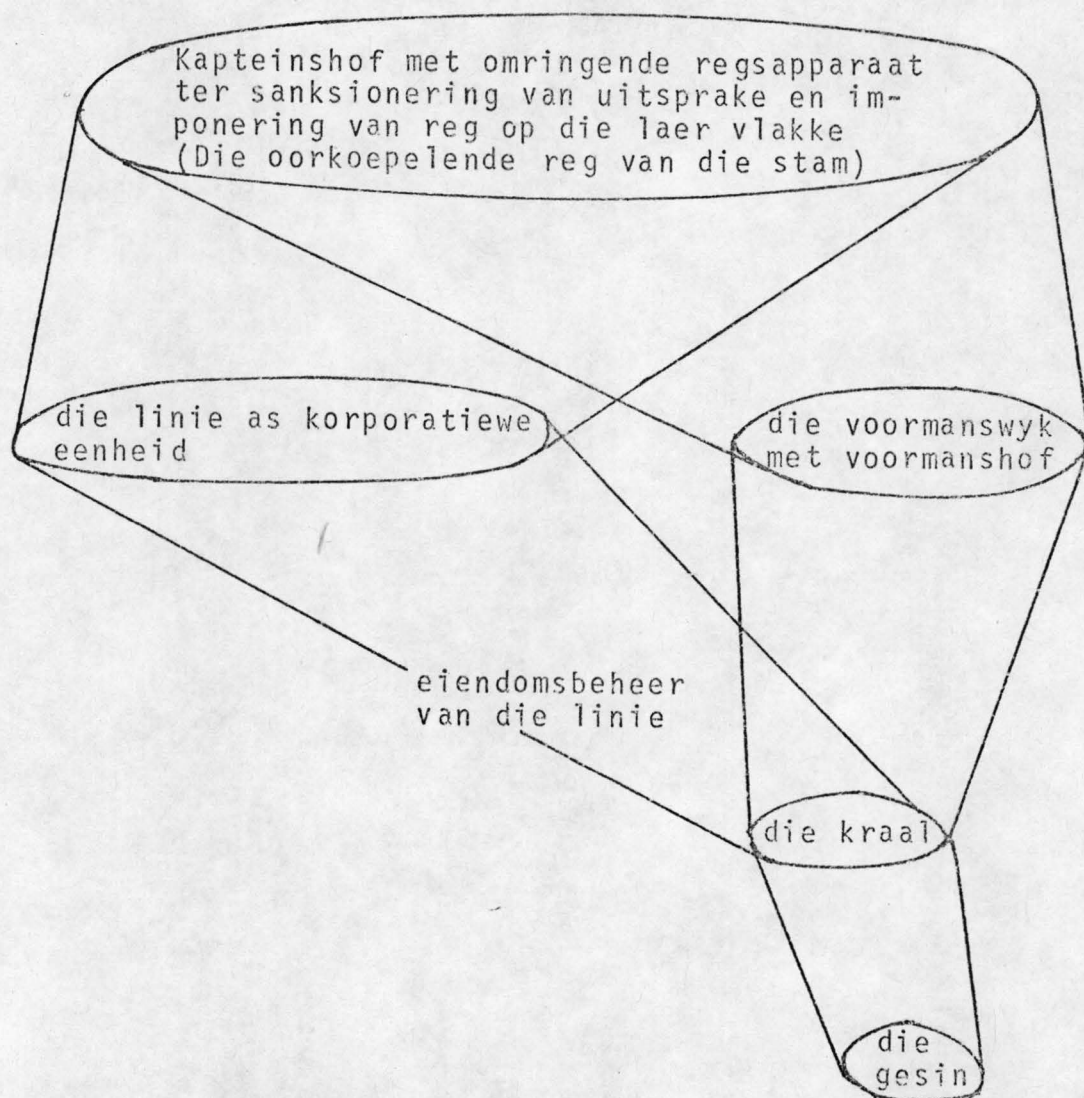 Kapteinshof met omringende regsapparaat
ter sanksionering van uitsprake en im-
ponering van reg op die laer vlakke
(Die oorkoepelende reg van die stam)
die linie as korporatiewe
eenheid
die voormanswyk
met voormanshof
eiendomsbeheer
van die linie
die kraal
die
gesin